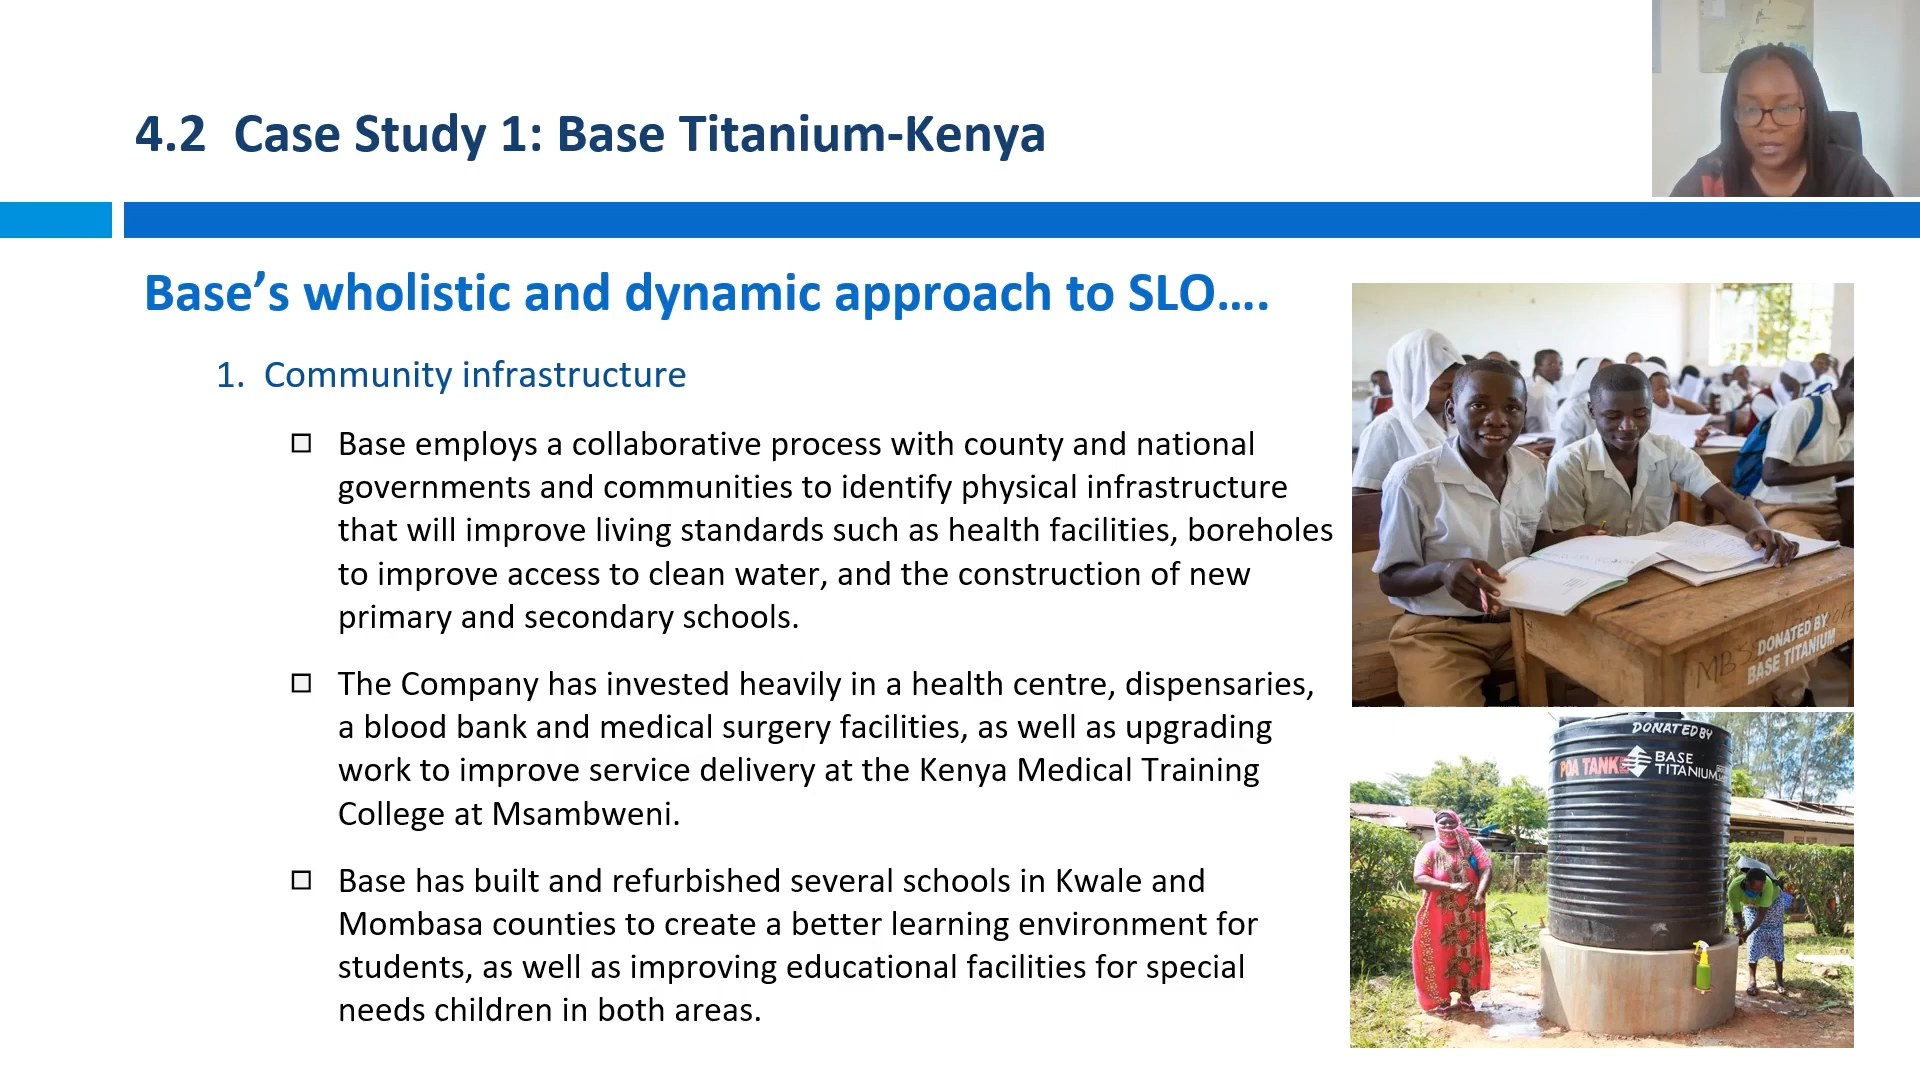 4.2 Case Study 1: Base Titanium-Kenya
Base’s wholistic and dynamic approach to SLO....
1. Community infrastructure
Base employs a collaborative process with county and national
governments and communities to identify physical infrastructure
that will improve living standards such as health facilities, boreholes
to improve access to clean water, and the construction of new
primary and secondary schools.
The Company has invested heavily in a health centre, dispensaries,
a blood bank and medical surgery facilities, as well as upgrading
work to improve service delivery at the Kenya Medical Training
College at Msambweni.
Base has built and refurbished several schools in Kwale and
Mombasa counties to create a better learning environment for
students, as well as improving educational facilities for special
needs children in both areas.
DONATED BY
BASE TITANIUM
DONATED BY
POA TANK
BASE
TITANIUM